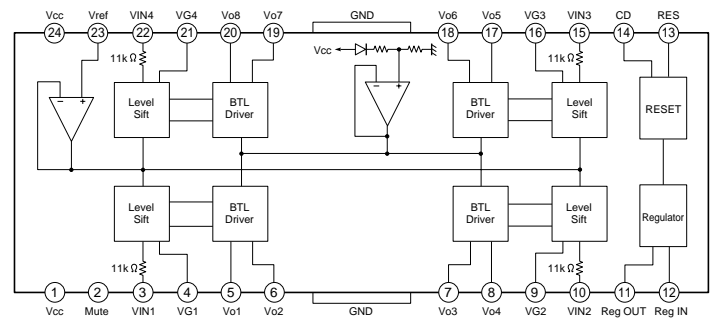 Vcc Vref VIN4 VG4 Vo8 Vo7 GND Vo6 Vo5 VG3 VIN3 CD RES
24 23 22 21 20 19 18 17 16 15 14 13
11kΩ Vcc 11kΩ
− + − +
Level Sift
BTL Driver
BTL Driver
Level Sift
RESET
Level Sift
BTL Driver
BTL Driver
Level Sift
Regulator
11kΩ 11kΩ
1 2 3 4 5 6 7 8 9 10 11 12
Vcc Mute VIN1 VG1 Vo1 Vo2 GND Vo3 Vo4 VG2 VIN2 Reg OUT Reg IN